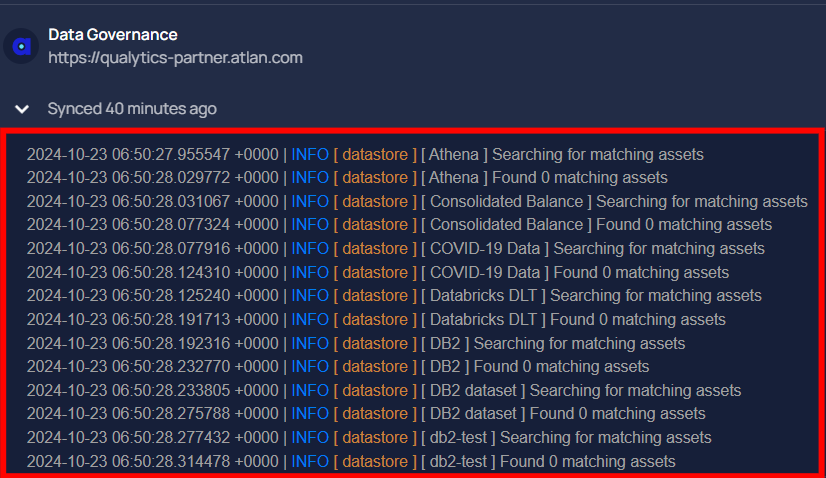 Data Governance
https://qualytics-partner.atlan.com
Synced 40 minutes ago
2024-10-23 06:50:27.955547 +0000 | INFO [ datastore ] [ Athena ] Searching for matching assets
2024-10-23 06:50:28.029772 +0000 | INFO [ datastore ] [ Athena ] Found 0 matching assets
2024-10-23 06:50:28.031067 +0000 | INFO [ datastore ] [ Consolidated Balance ] Searching for matching assets
2024-10-23 06:50:28.077324 +0000 | INFO [ datastore ] [ Consolidated Balance ] Found 0 matching assets
2024-10-23 06:50:28.077916 +0000 | INFO [ datastore ] [ COVID-19 Data ] Searching for matching assets
2024-10-23 06:50:28.124310 +0000 | INFO [ datastore ] [ COVID-19 Data ] Found 0 matching assets
2024-10-23 06:50:28.125240 +0000 | INFO [ datastore ] [ Databricks DLT ] Searching for matching assets
2024-10-23 06:50:28.191713 +0000 | INFO [ datastore ] [ Databricks DLT ] Found 0 matching assets
2024-10-23 06:50:28.192316 +0000 | INFO [ datastore ] [ DB2 ] Searching for matching assets
2024-10-23 06:50:28.232770 +0000 | INFO [ datastore ] [ DB2 ] Found 0 matching assets
2024-10-23 06:50:28.233805 +0000 | INFO [ datastore ] [ DB2 dataset ] Searching for matching assets
2024-10-23 06:50:28.275788 +0000 | INFO [ datastore ] [ DB2 dataset ] Found 0 matching assets
2024-10-23 06:50:28.277432 +0000 | INFO [ datastore ] [ db2-test ] Searching for matching assets
2024-10-23 06:50:28.314478 +0000 | INFO [ datastore ] [ db2-test ] Found 0 matching assets